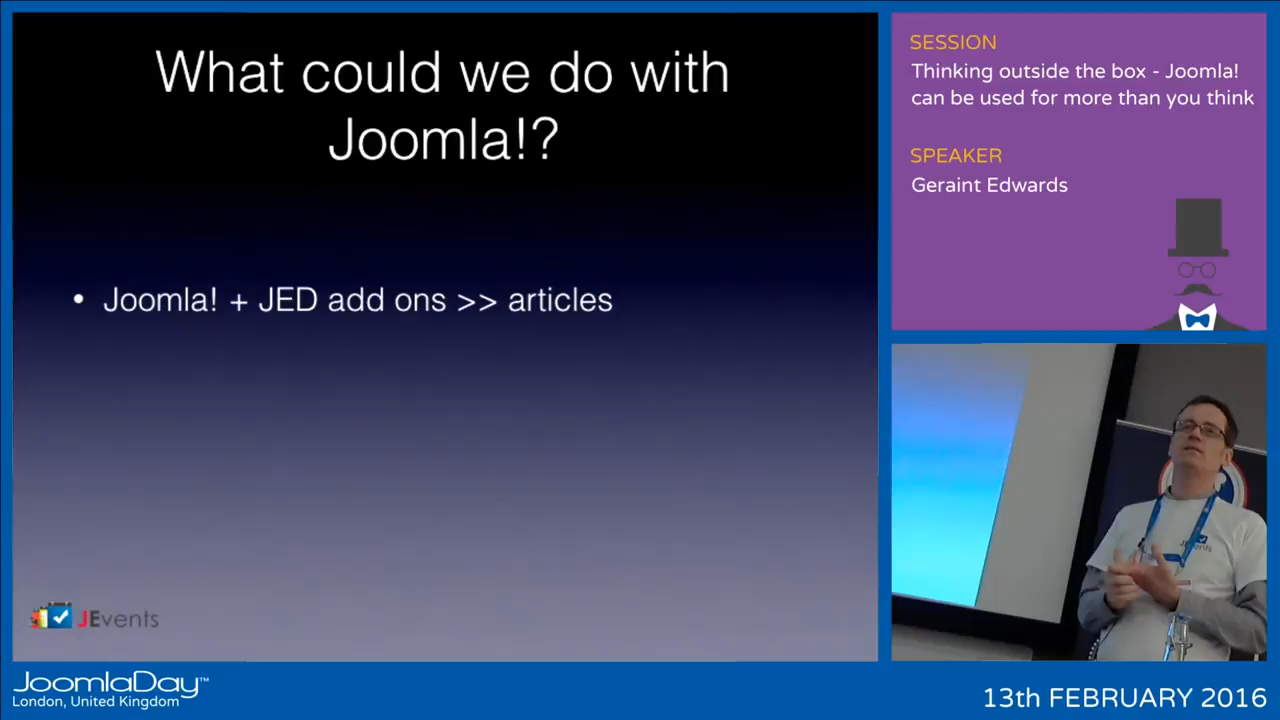 What could we do with
Joomla!?
• Joomla! + JED add ons >> articles
JEvents
SESSION
Thinking outside the box - Joomla!
can be used for more than you think
SPEAKER
Geraint Edwards
JEvents
JoomlaDay™
London, United Kingdom
13th FEBRUARY 2016